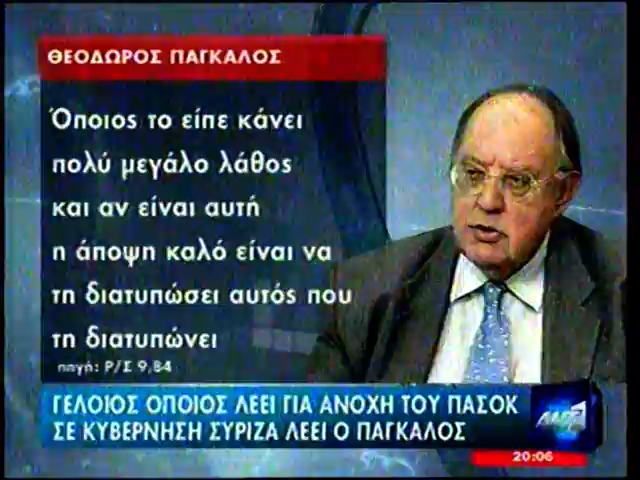 ΘΕΟΔΩΡΟΣ ΠΑΓΚΑΛΟΣ
Όποιος το είπε κάνει
πολύ μεγάλο λάθος
και αν είναι αυτή
η άποψη καλό είναι να
τη διατυπώσει αυτός που
τη διατυπώνει
πηγή: Ρ/Σ 9,84
ΓΕΛΟΙΟΣ ΟΠΟΙΟΣ ΛΕΕΙ ΓΙΑ ΑΝΟΧΗ ΤΟΥ ΠΑΣΟΚ
ΣΕ ΚΥΒΕΡΝΗΣΗ ΣΥΡΙΖΑ ΛΕΕΙ Ο ΠΑΓΚΑΛΟΣ
20:06